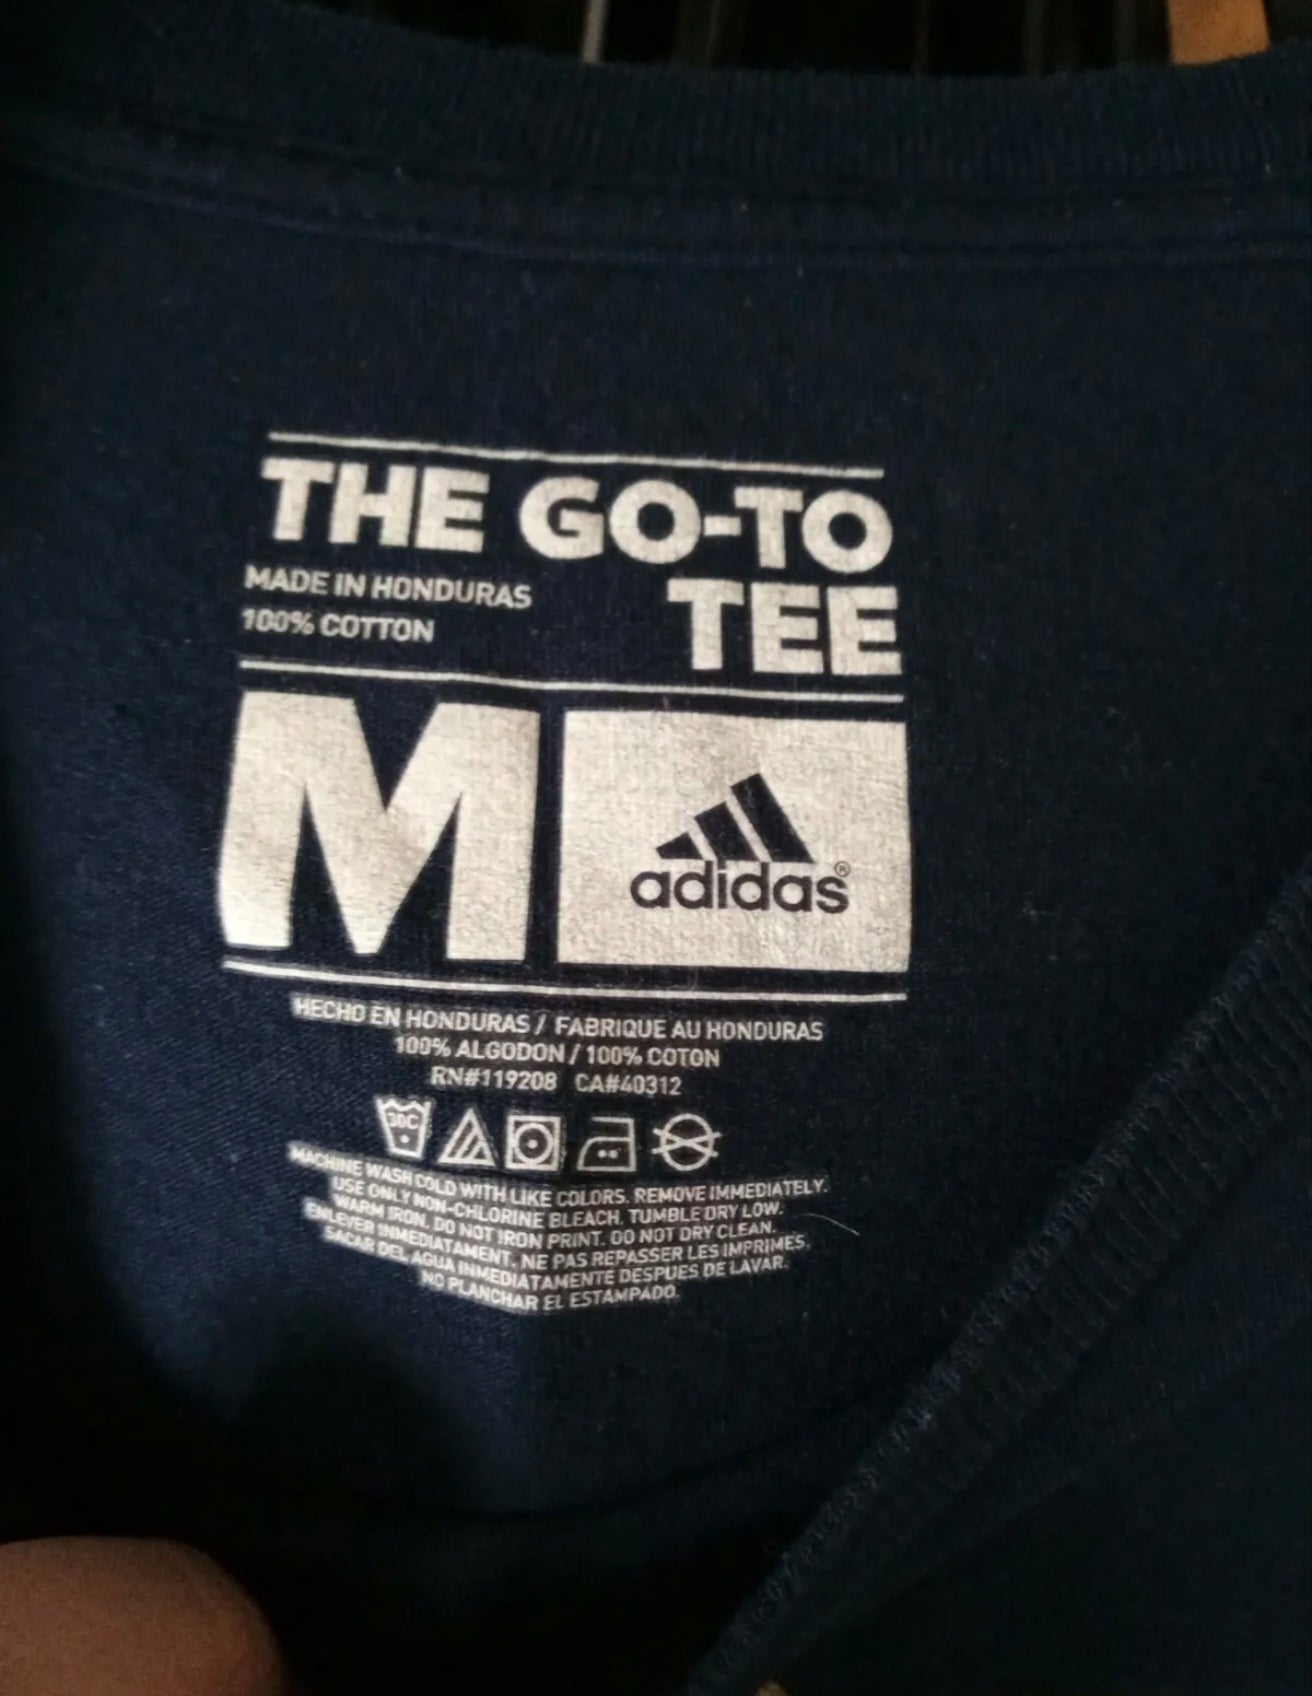 THE GO-TO
TEE
MADE IN HONDURAS
100% COTTON
M
adidas®
HECHO EN HONDURAS / FABRIQUE AU HONDURAS
100% ALGODON / 100% COTON
RN#119208 CA#40312
30C
MACHINE WASH COLD WITH LIKE COLORS. REMOVE IMMEDIATELY.
USE ONLY NON-CHLORINE BLEACH. TUMBLE DRY LOW.
WARM IRON. DO NOT IRON PRINT. DO NOT DRY CLEAN.
ENLEVER INMEDIATAMENT. NE PAS REPASSER LES IMPRIMES.
SACAR DEL AGUA INMEDIATAMENTE DESPUES DE LAVAR.
NO PLANCHAR EL ESTAMPADO.